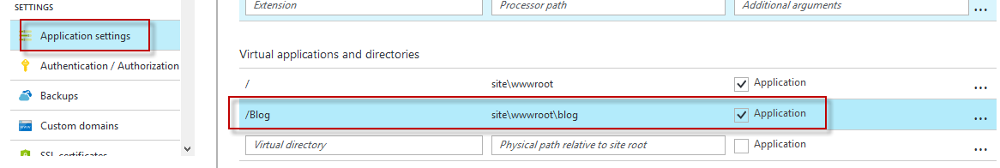 SETTINGS
Application settings
Authentication / Authorization
Backups
Custom domains
SSL certificates
Extension Processor path Additional arguments ...
Virtual applications and directories
/ site\wwwroot Application ...
/Blog site\wwwroot\blog Application ...
Virtual directory Physical path relative to site root Application ...